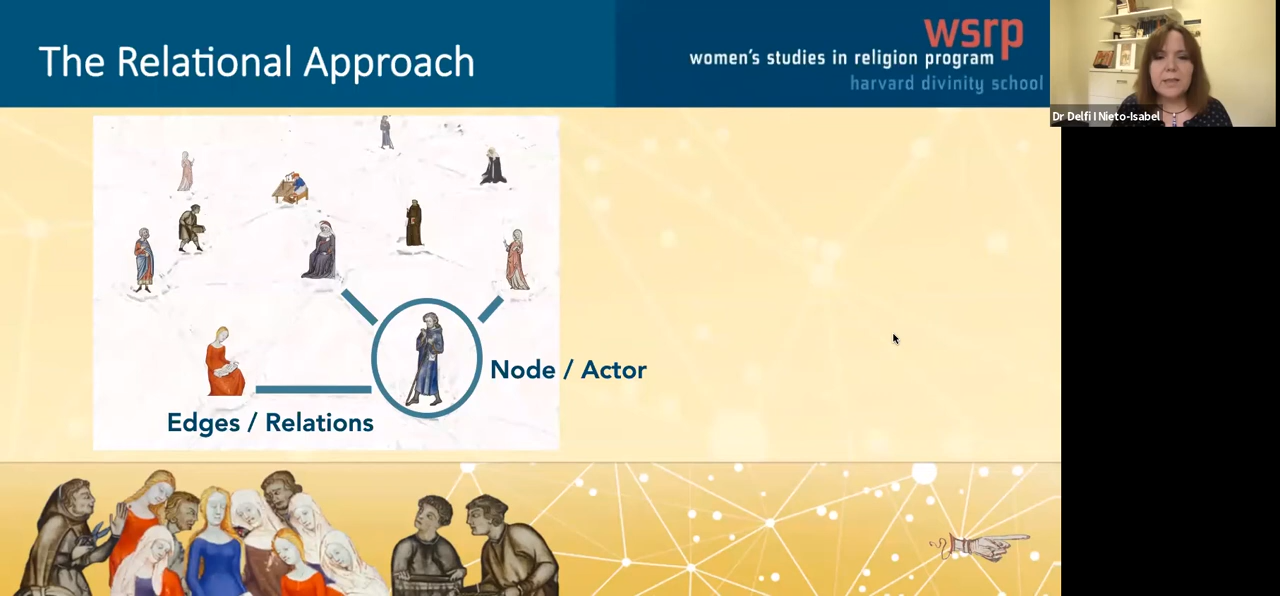 The Relational Approach
wsrp
women's studies in religion program
harvard divinity school
Dr Delfi I Nieto-Isabel
Node / Actor
Edges / Relations